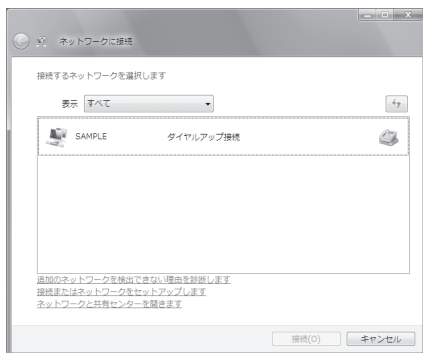 ネットワークに接続
接続するネットワークを選択します
表示 すべて
SAMPLE ダイヤルアップ接続
追加のネットワークを検出できない理由を診断します
接続またはネットワークをセットアップします
ネットワークと共有センターを開きます
接続(O) キャンセル